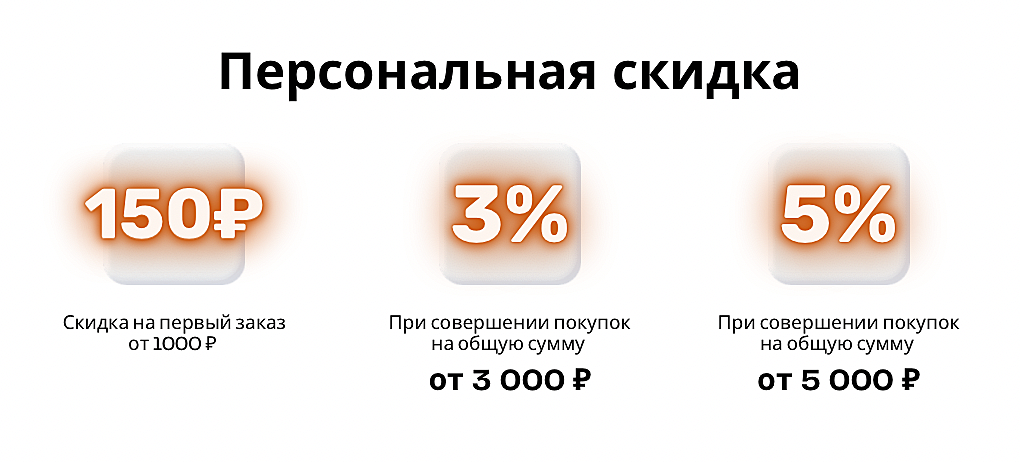 Персональная скидка
150₽
Скидка на первый заказ
от 1000 ₽
3%
При совершении покупок
на общую сумму
от 3 000 ₽
5%
При совершении покупок
на общую сумму
от 5 000 ₽